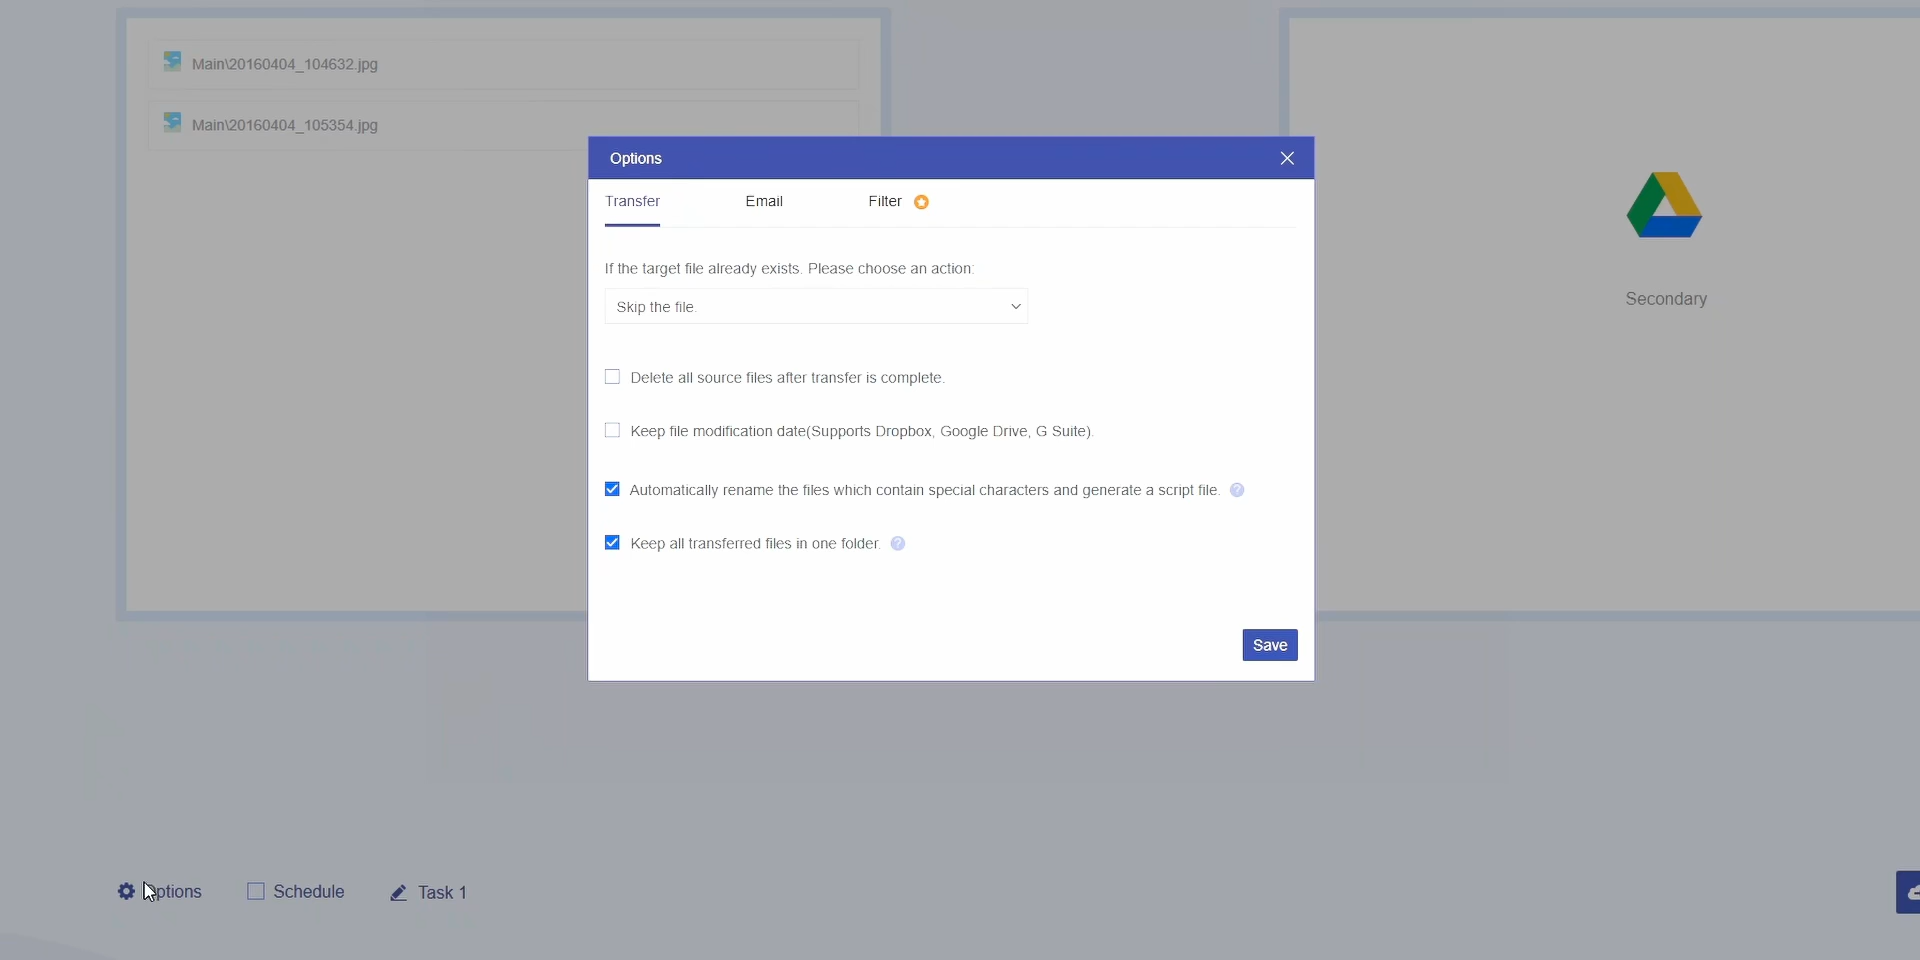 Main\20160404_104632.jpg
Main\20160404_105354.jpg
Options
Transfer
Email
Filter
If the target file already exists. Please choose an action:
Skip the file.
Delete all source files after transfer is complete.
Keep file modification date(Supports Dropbox, Google Drive, G Suite).
Automatically rename the files which contain special characters and generate a script file. ?
Keep all transferred files in one folder. ?
Save
Secondary
Options
Schedule
Task 1